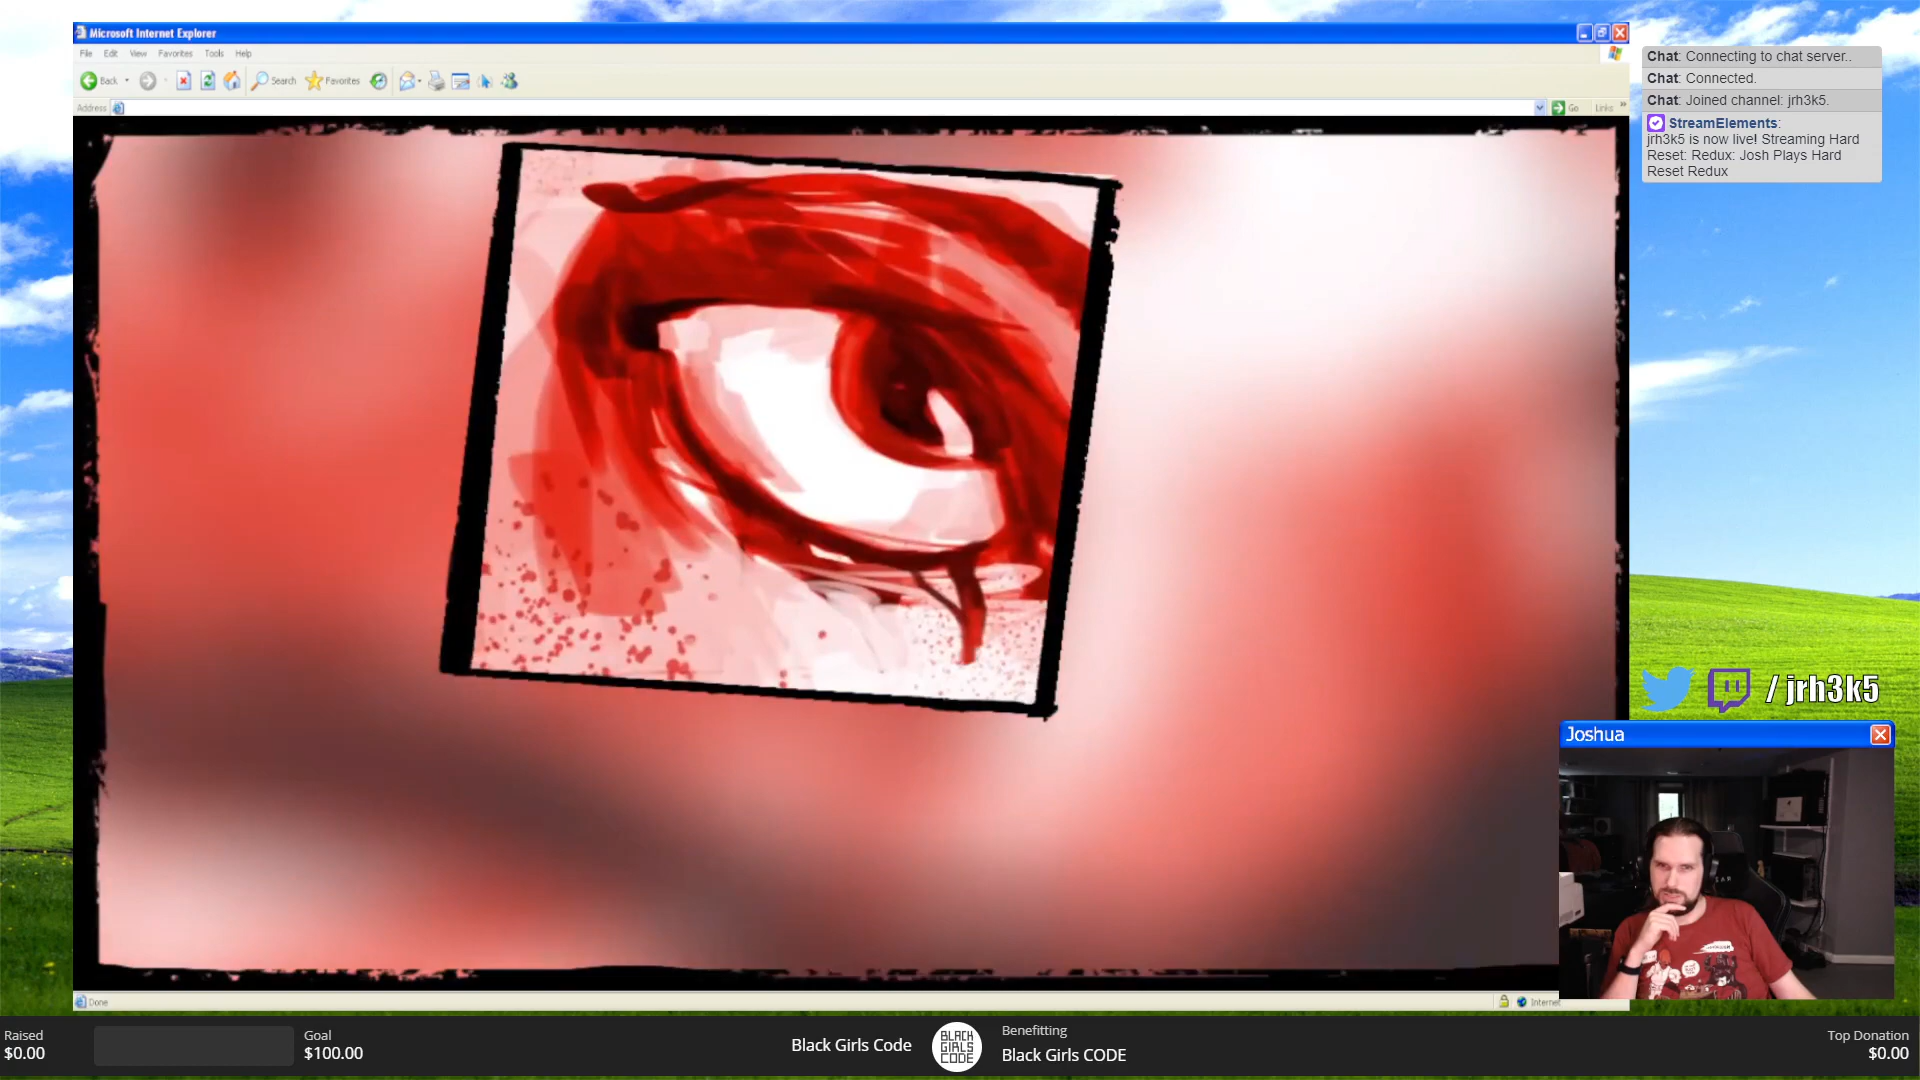 Microsoft Internet Explorer
File Edit View Favorites Tools Help
Back Search Favorites
Address Go Links »
Chat: Connecting to chat server..
Chat: Connected.
Chat: Joined channel: jrh3k5.
StreamElements:
jrh3k5 is now live! Streaming Hard
Reset: Redux: Josh Plays Hard
Reset Redux
/ jrh3k5
Joshua
Done Internet
Raised
$0.00
Goal
$100.00
Black Girls Code
BLACK
GIRLS
CODE
Benefitting
Black Girls CODE
Top Donation
$0.00